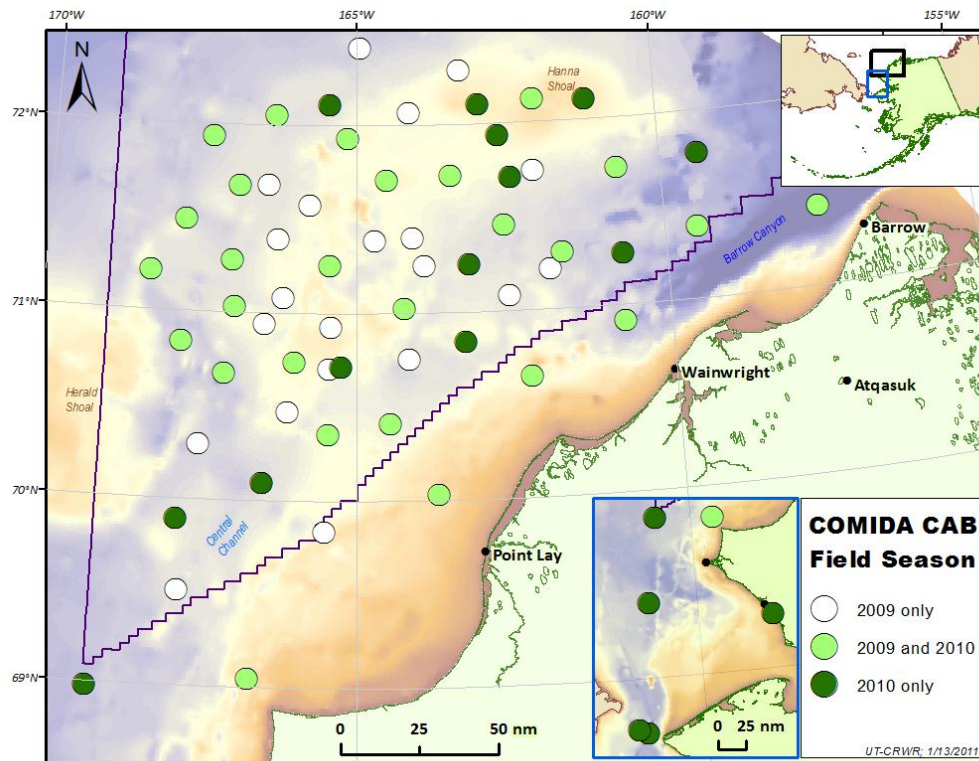 170°W
165°W
160°W
155°W
N
Hanna
Shoal
72°N
Barrow Canyon
Barrow
71°N
Wainwright
Atqasuk
Herald
Shoal
70°N
Central
Channel
Point Lay
69°N
0 25 50 nm
0 25 nm
COMIDA CAB
Field Season
2009 only
2009 and 2010
2010 only
UT-CRWR; 1/13/2011